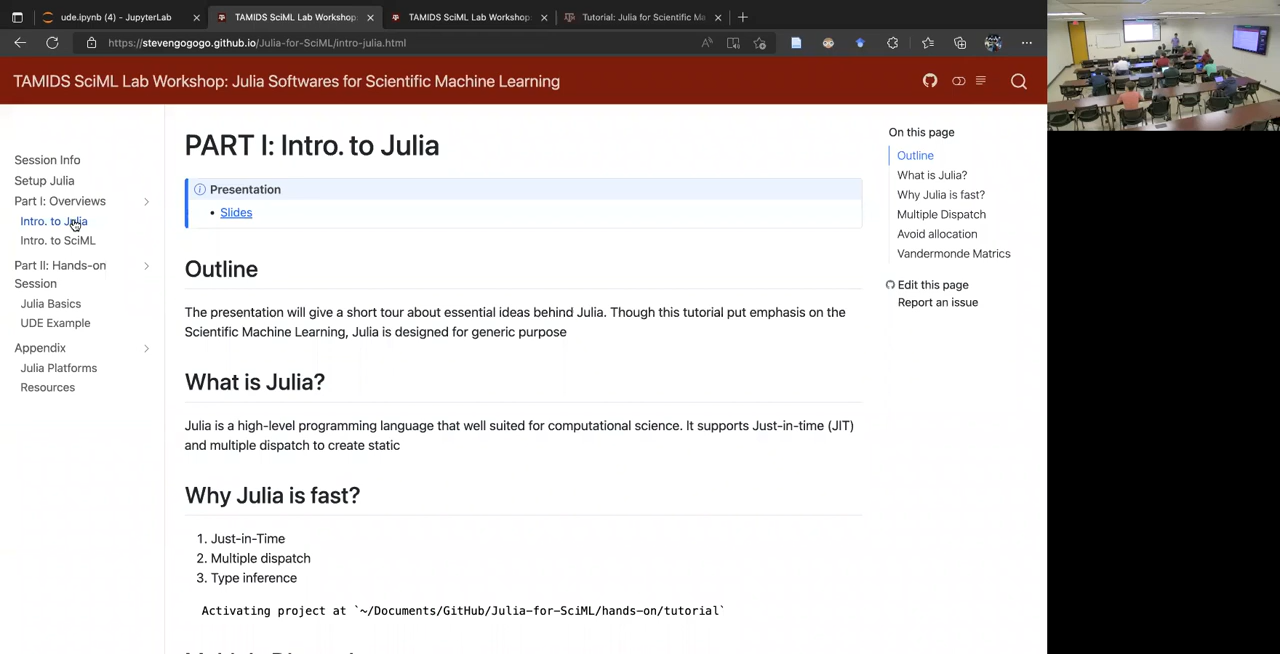 ude.ipynb (4) - JupyterLab
TAMIDS SciML Lab Workshop:
TAMIDS SciML Lab Workshop:
Tutorial: Julia for Scientific Ma
https://stevengogogo.github.io/Julia-for-SciML/intro-julia.html
TAMIDS SciML Lab Workshop: Julia Softwares for Scientific Machine Learning
Session Info
Setup Julia
Part I: Overviews
Intro. to Julia
Intro. to SciML
Part II: Hands-on
Session
Julia Basics
UDE Example
Appendix
Julia Platforms
Resources
PART I: Intro. to Julia
Presentation
• Slides
Outline
The presentation will give a short tour about essential ideas behind Julia. Though this tutorial put emphasis on the
Scientific Machine Learning, Julia is designed for generic purpose
What is Julia?
Julia is a high-level programming language that well suited for computational science. It supports Just-in-time (JIT)
and multiple dispatch to create static
Why Julia is fast?
1. Just-in-Time
2. Multiple dispatch
3. Type inference
Activating project at `~/Documents/GitHub/Julia-for-SciML/hands-on/tutorial`
On this page
Outline
What is Julia?
Why Julia is fast?
Multiple Dispatch
Avoid allocation
Vandermonde Matrics
Edit this page
Report an issue